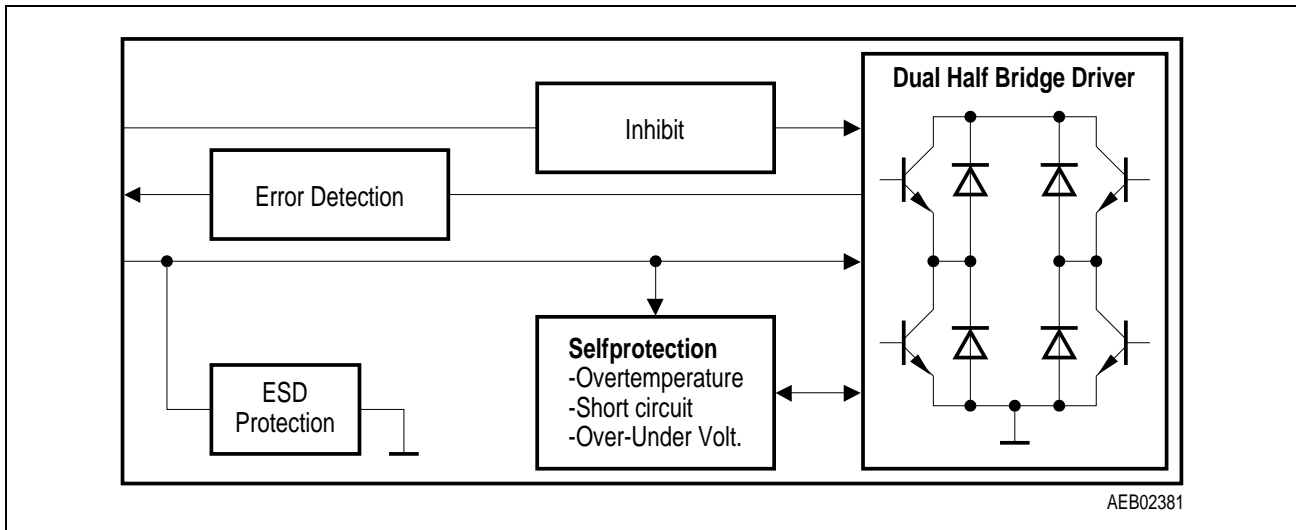 Dual Half Bridge Driver
Inhibit
Error Detection
Selfprotection
-Overtemperature
-Short circuit
-Over-Under Volt.
ESD
Protection
AEB02381